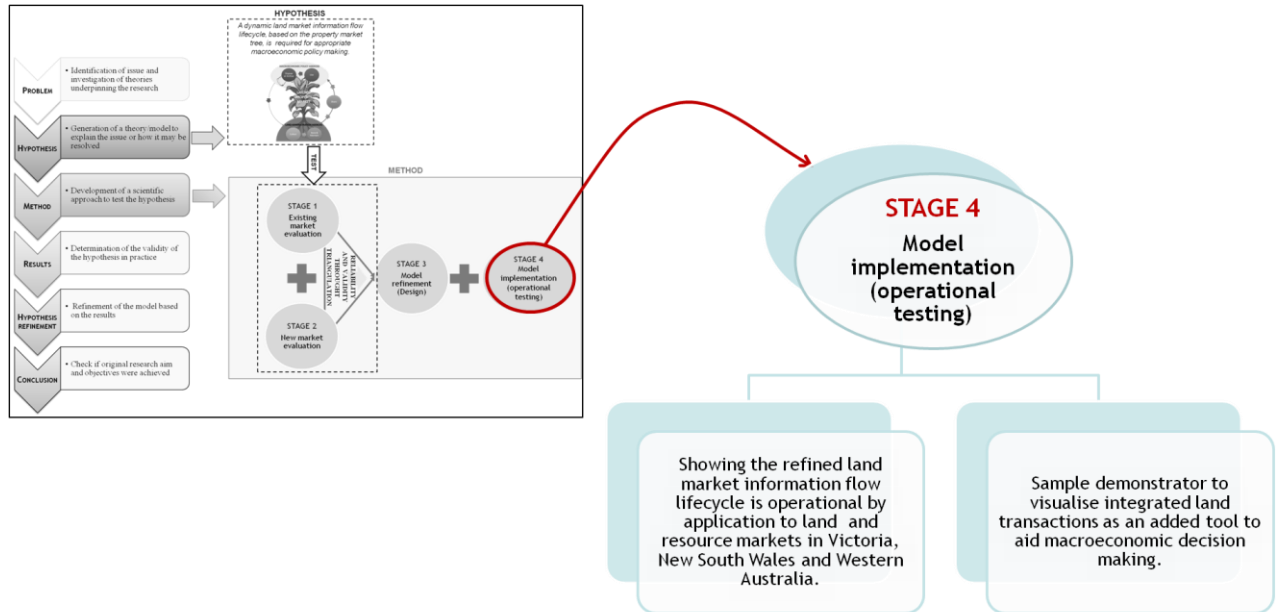 HYPOTHESIS
A dynamic land market information flow
lifecycle, based on the property market
tree, is required for appropriate
macroeconomic policy making.
PROBLEM
• Identification of issue and
investigation of theories
underpinning the research
HYPOTHESIS
• Generation of a theory/model to
explain the issue or how it may be
resolved
METHOD
• Development of a scientific
approach to test the hypothesis
RESULTS
• Determination of the validity of
the hypothesis in practice
HYPOTHESIS
REFINEMENT
• Refinement of the model based
on the results
CONCLUSION
• Check if original research aim
and objectives were achieved
TEST
METHOD
STAGE 1
Existing
market
evaluation
STAGE 2
New market
evaluation
RELIABILITY
AND VALIDITY
THROUGHT
TRIANGULATION
STAGE 3
Model
refinement
(Design)
STAGE 4
Model
implementation
(operational
testing)
STAGE 4
Model
implementation
(operational
testing)
Showing the refined land
market information flow
lifecycle is operational by
application to land and
resource markets in Victoria,
New South Wales and Western
Australia.
Sample demonstrator to
visualise integrated land
transactions as an added tool to
aid macroeconomic decision
making.